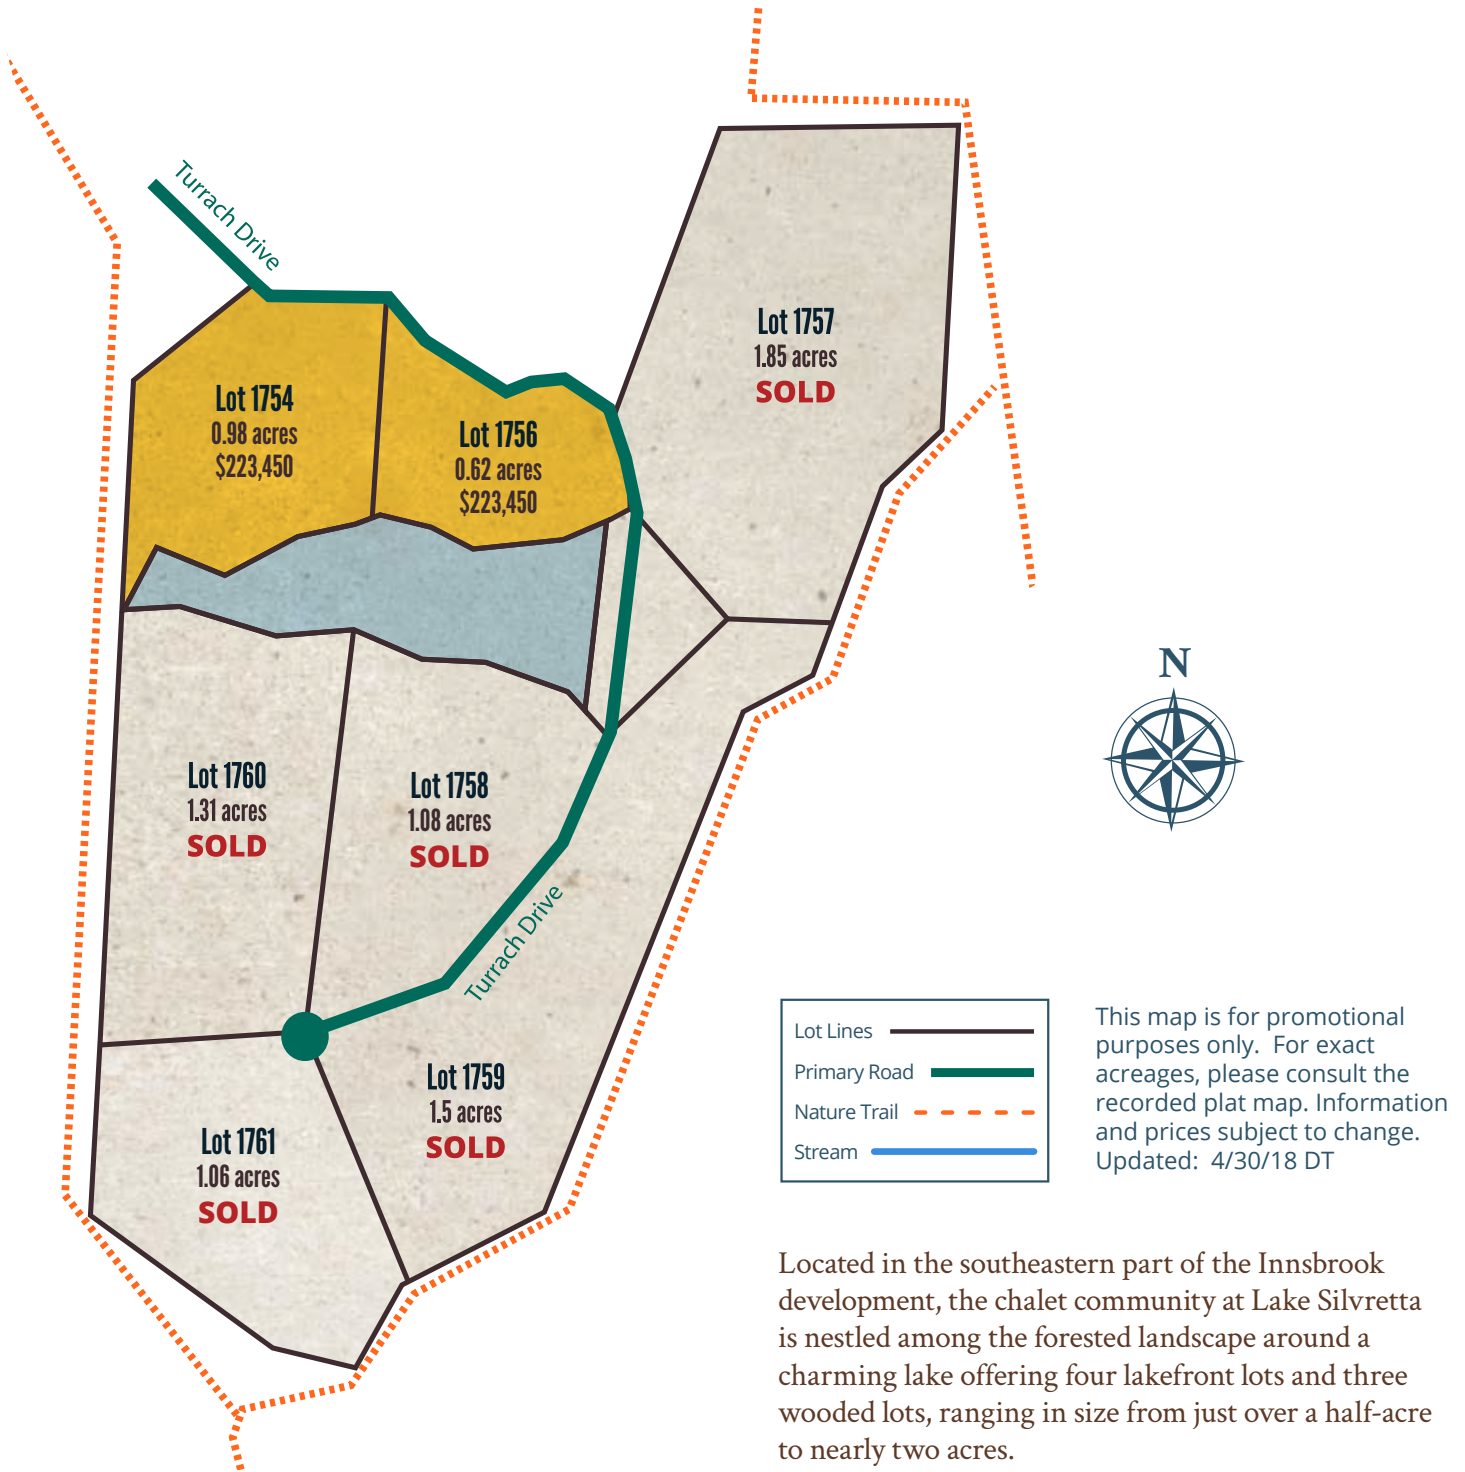 Turrach Drive
Lot 1757
1.85 acres
SOLD
Lot 1754
0.98 acres
$223,450
Lot 1756
0.62 acres
$223,450
N
Lot 1760
1.31 acres
SOLD
Lot 1758
1.08 acres
SOLD
Turrach Drive
Lot 1759
1.5 acres
SOLD
Lot 1761
1.06 acres
SOLD
Lot Lines
Primary Road
Nature Trail
Stream
This map is for promotional
purposes only.  For exact
acreages, please consult the
recorded plat map. Information
and prices subject to change.
Updated:  4/30/18 DT
Located in the southeastern part of the Innsbrook
development, the chalet community at Lake Silvretta
is nestled among the forested landscape around a
charming lake offering four lakefront lots and three
wooded lots, ranging in size from just over a half-acre
to nearly two acres.